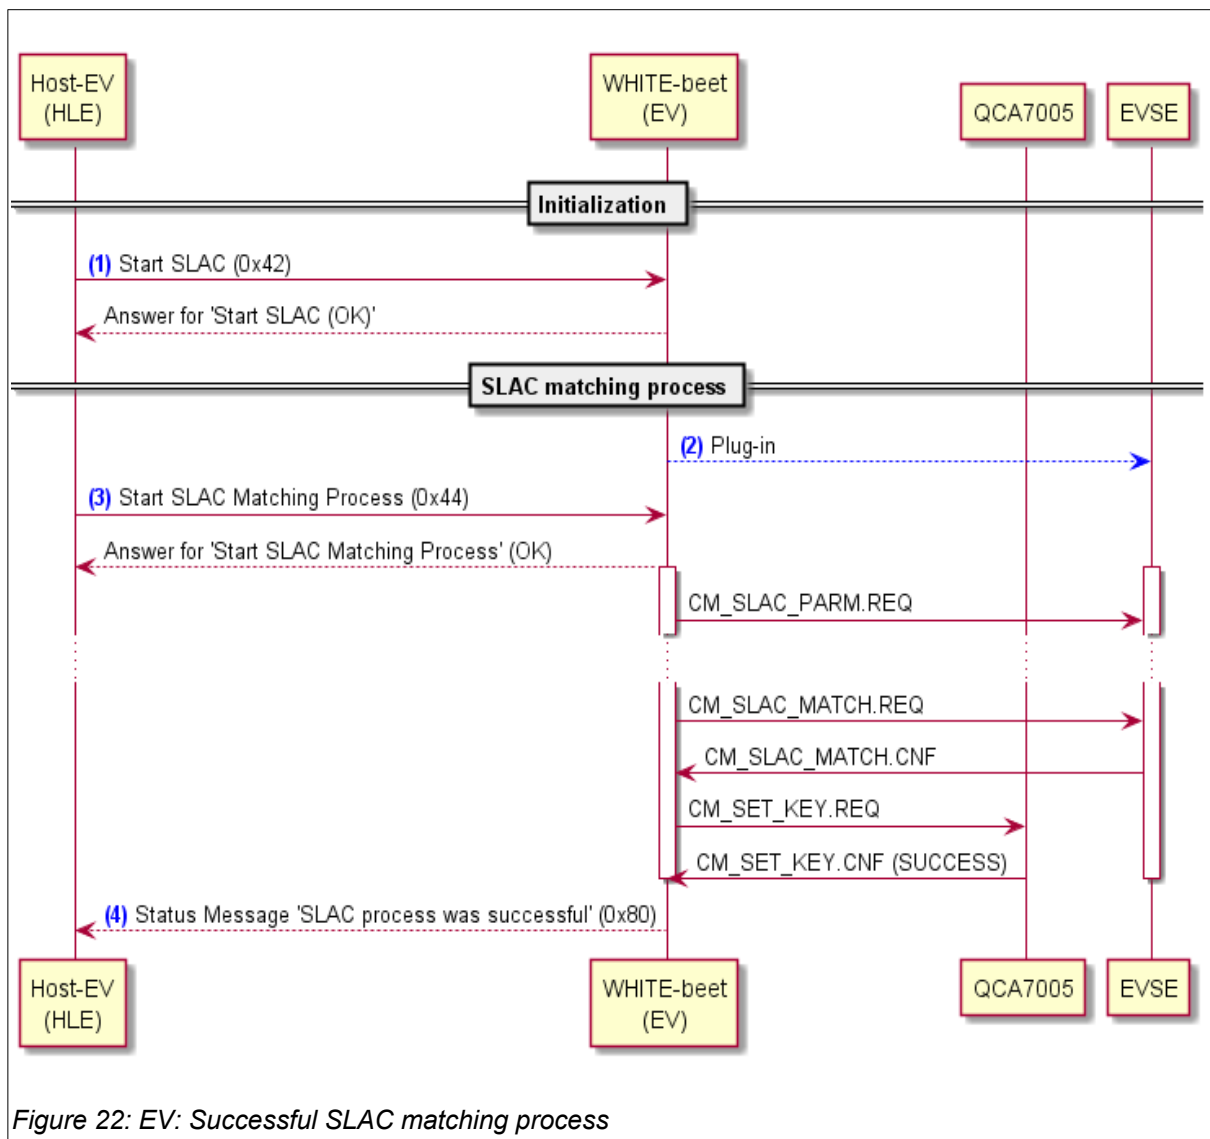 Host-EV
(HLE)
WHITE-beet
(EV)
QCA7005
EVSE
Initialization
(1) Start SLAC (0x42)
Answer for 'Start SLAC (OK)'
SLAC matching process
(2) Plug-in
(3) Start SLAC Matching Process (0x44)
Answer for 'Start SLAC Matching Process' (OK)
CM_SLAC_PARM.REQ
CM_SLAC_MATCH.REQ
CM_SLAC_MATCH.CNF
CM_SET_KEY.REQ
CM_SET_KEY.CNF (SUCCESS)
(4) Status Message 'SLAC process was successful' (0x80)
Host-EV
(HLE)
WHITE-beet
(EV)
QCA7005
EVSE
Figure 22: EV: Successful SLAC matching process